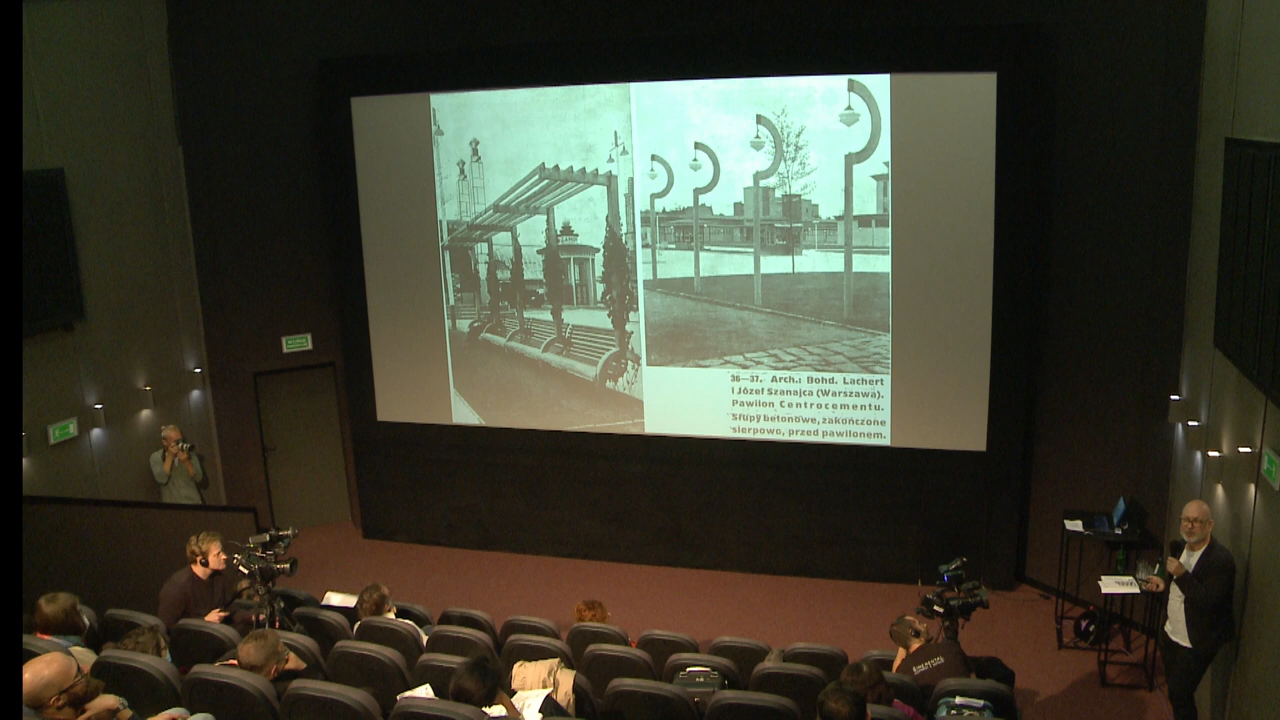 36—37. Arch.: Bohd. Lachert
i Józef Szanajca (Warszawa).
Pawilon Centrocementu.
Słupy betonowe, zakończone
sierpowo, przed pawilonem.